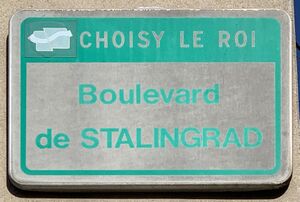 CHOISY LE ROI
Boulevard
de STALINGRAD